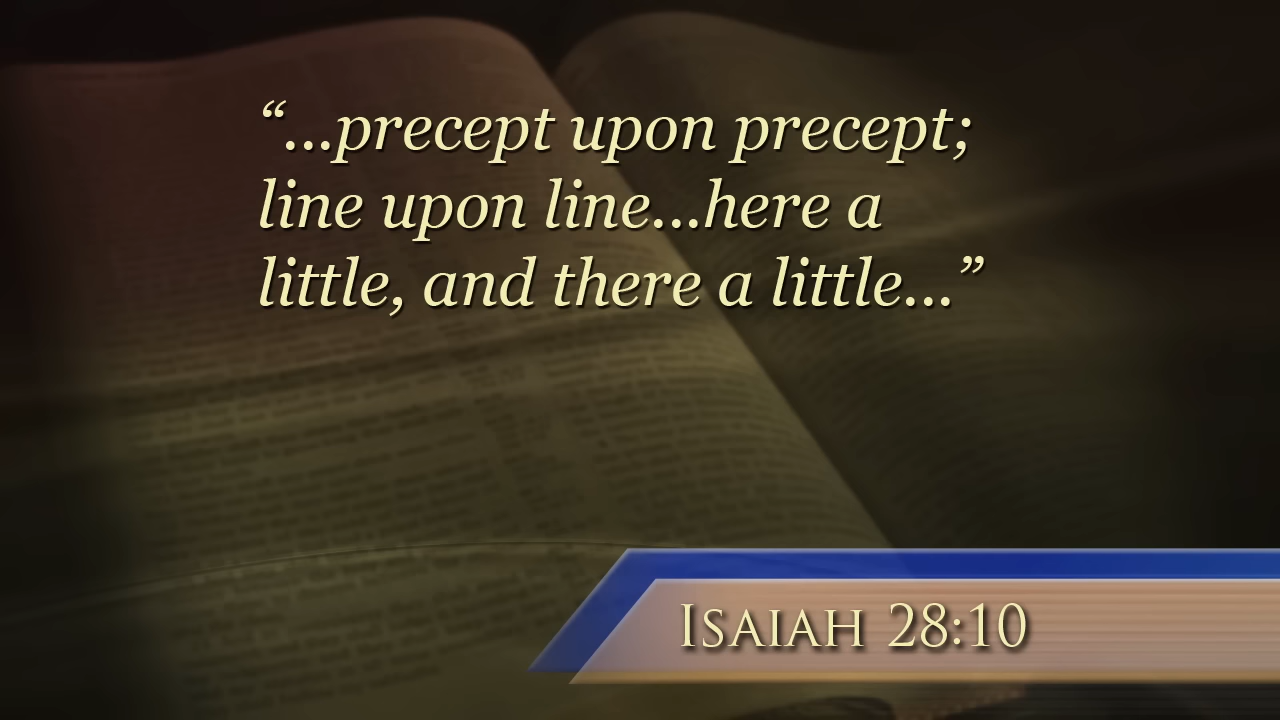 “...precept upon precept;
line upon line...here a
little, and there a little...”
Isaiah 28:10